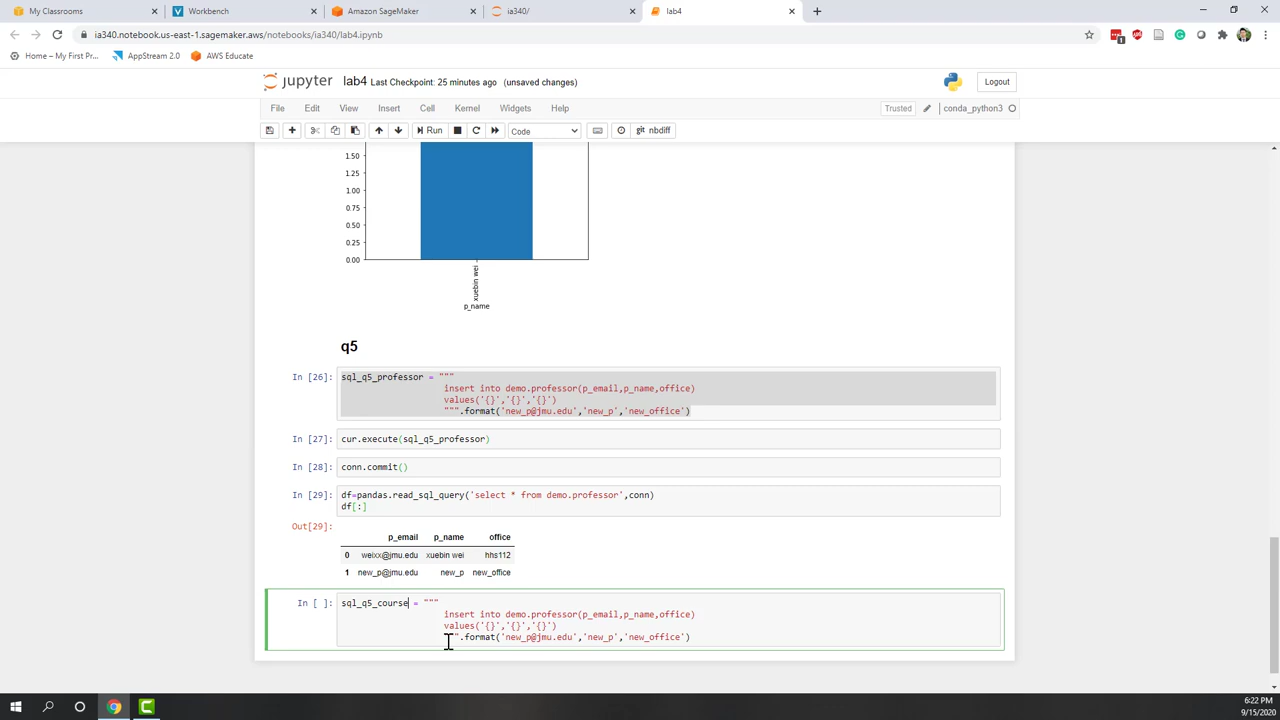 My Classrooms
Workbench
Amazon SageMaker
ia340/
lab4
ia340.notebook.us-east-1.sagemaker.aws/notebooks/ia340/lab4.ipynb
1
Home – My First Pr...
AppStream 2.0
AWS Educate
jupyter lab4 Last Checkpoint: 25 minutes ago (unsaved changes)
Logout
File Edit View Insert Cell Kernel Widgets Help
Trusted
conda_python3
Run
Code
git nbdiff
1.50
1.25
1.00
0.75
0.50
0.25
0.00
xuebin wei
p_name
q5
In [26]: sql_q5_professor = """
insert into demo.professor(p_email,p_name,office)
values('{}','{}','{}')
""".format('new_p@jmu.edu','new_p','new_office')
In [27]: cur.execute(sql_q5_professor)
In [28]: conn.commit()
In [29]: df=pandas.read_sql_query('select * from demo.professor',conn)
df[:]
Out[29]:
p_email p_name office
0 weixx@jmu.edu xuebin wei hhs112
1 new_p@jmu.edu new_p new_office
In [ ]: sql_q5_course = """
insert into demo.professor(p_email,p_name,office)
values('{}','{}','{}')
""".format('new_p@jmu.edu','new_p','new_office')
6:22 PM
9/15/2020